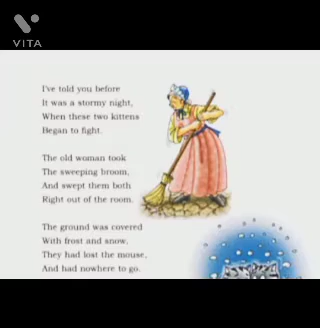 VITA
I've told you before
It was a stormy night,
When these two kittens
Began to fight.
The old woman took
The sweeping broom,
And swept them both
Right out of the room.
The ground was covered
With frost and snow,
They had lost the mouse,
And had nowhere to go.